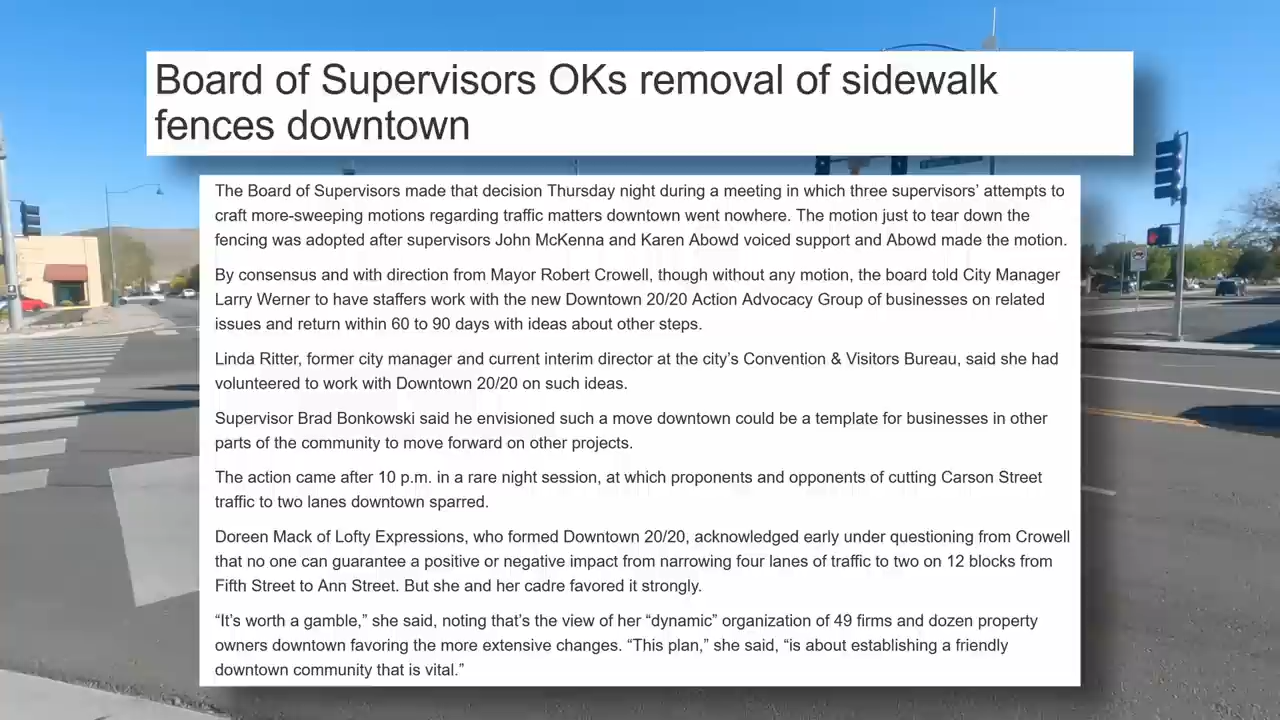 Board of Supervisors OKs removal of sidewalk
fences downtown
The Board of Supervisors made that decision Thursday night during a meeting in which three supervisors’ attempts to
craft more-sweeping motions regarding traffic matters downtown went nowhere. The motion just to tear down the
fencing was adopted after supervisors John McKenna and Karen Abowd voiced support and Abowd made the motion.
By consensus and with direction from Mayor Robert Crowell, though without any motion, the board told City Manager
Larry Werner to have staffers work with the new Downtown 20/20 Action Advocacy Group of businesses on related
issues and return within 60 to 90 days with ideas about other steps.
Linda Ritter, former city manager and current interim director at the city’s Convention & Visitors Bureau, said she had
volunteered to work with Downtown 20/20 on such ideas.
Supervisor Brad Bonkowski said he envisioned such a move downtown could be a template for businesses in other
parts of the community to move forward on other projects.
The action came after 10 p.m. in a rare night session, at which proponents and opponents of cutting Carson Street
traffic to two lanes downtown sparred.
Doreen Mack of Lofty Expressions, who formed Downtown 20/20, acknowledged early under questioning from Crowell
that no one can guarantee a positive or negative impact from narrowing four lanes of traffic to two on 12 blocks from
Fifth Street to Ann Street. But she and her cadre favored it strongly.
“It’s worth a gamble,” she said, noting that’s the view of her “dynamic” organization of 49 firms and dozen property
owners downtown favoring the more extensive changes. “This plan,” she said, “is about establishing a friendly
downtown community that is vital.”